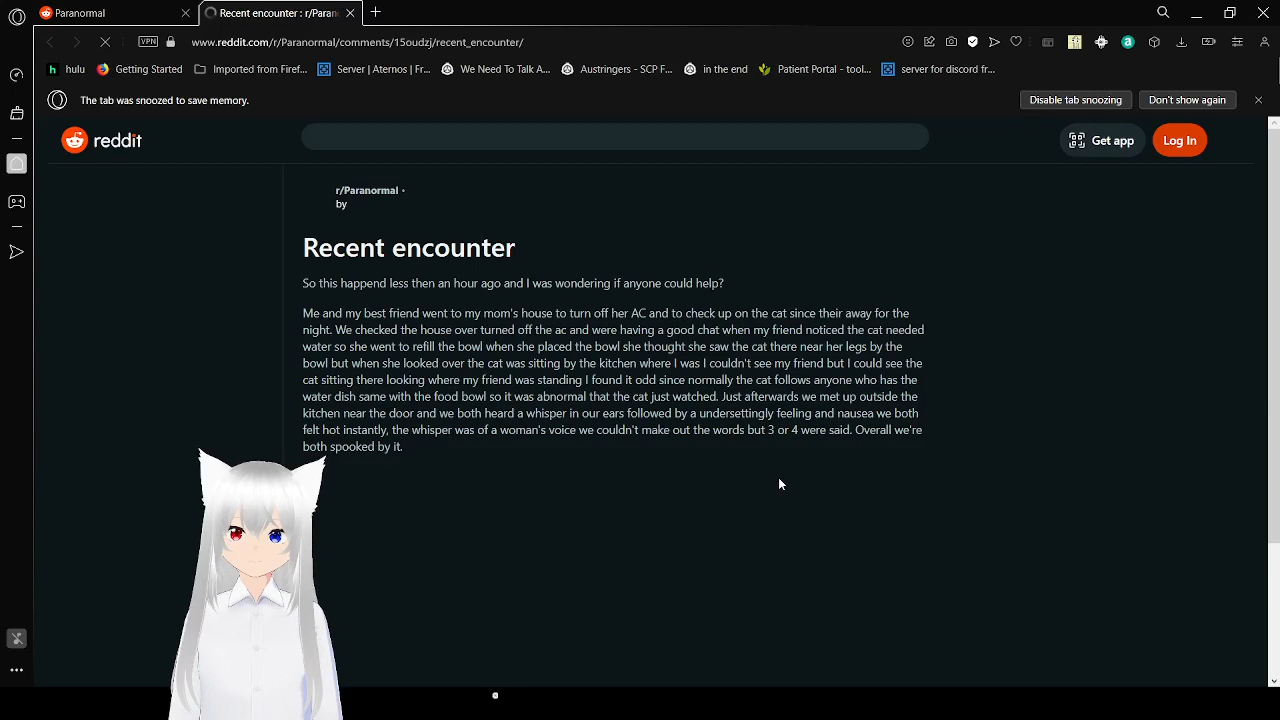 Paranormal
Recent encounter : r/Paran
VPN
www.reddit.com/r/Paranormal/comments/15oudzj/recent_encounter/
hulu
Getting Started
Imported from Firef...
Server | Aternos | Fr...
We Need To Talk A...
Austringers - SCP F...
in the end
Patient Portal - tool...
server for discord fr...
The tab was snoozed to save memory.
Disable tab snoozing
Don't show again
reddit
Get app
Log In
r/Paranormal •
by
Recent encounter
So this happend less then an hour ago and I was wondering if anyone could help?
Me and my best friend went to my mom's house to turn off her AC and to check up on the cat since their away for the
night. We checked the house over turned off the ac and were having a good chat when my friend noticed the cat needed
water so she went to refill the bowl when she placed the bowl she thought she saw the cat there near her legs by the
bowl but when she looked over the cat was sitting by the kitchen where I was I couldn't see my friend but I could see the
cat sitting there looking where my friend was standing I found it odd since normally the cat follows anyone who has the
water dish same with the food bowl so it was abnormal that the cat just watched. Just afterwards we met up outside the
kitchen near the door and we both heard a whisper in our ears followed by a undersettingly feeling and nausea we both
felt hot instantly, the whisper was of a woman's voice we couldn't make out the words but 3 or 4 were said. Overall we're
both spooked by it.